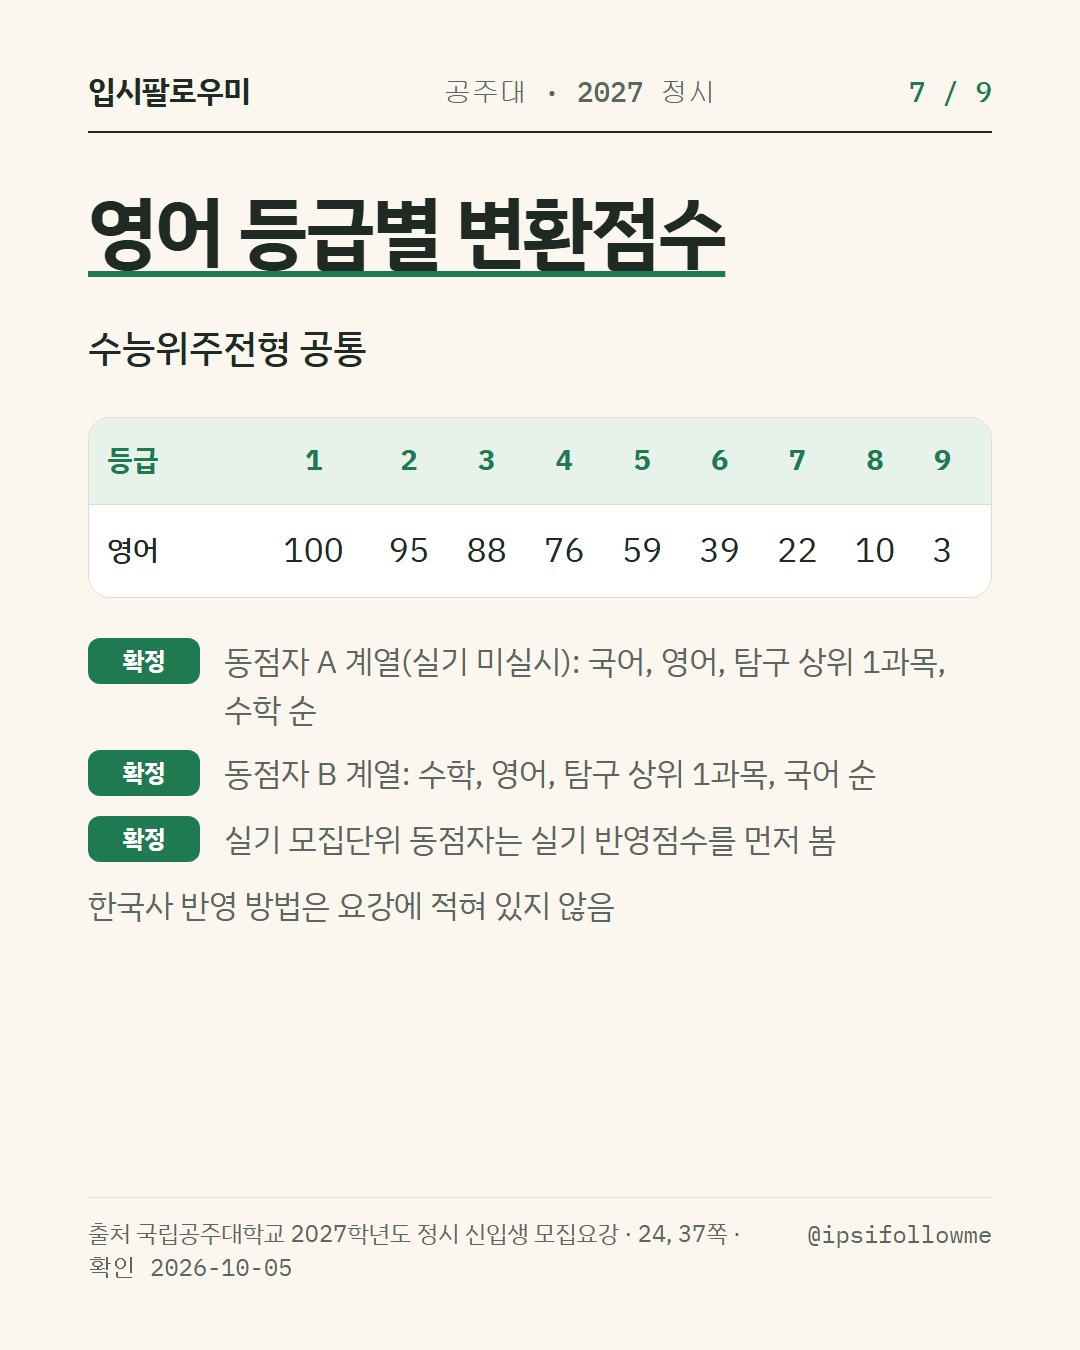 입시팔로우미
공주대 · 2027 정시
7 / 9
영어 등급별 변환점수
수능위주전형 공통
등급 1 2 3 4 5 6 7 8 9
영어 100 95 88 76 59 39 22 10 3
확정 동점자 A 계열(실기 미실시): 국어, 영어, 탐구 상위 1과목,
수학 순
확정 동점자 B 계열: 수학, 영어, 탐구 상위 1과목, 국어 순
확정 실기 모집단위 동점자는 실기 반영점수를 먼저 봄
한국사 반영 방법은 요강에 적혀 있지 않음
출처 국립공주대학교 2027학년도 정시 신입생 모집요강 · 24, 37쪽 ·
확인 2026-10-05
@ipsifollowme